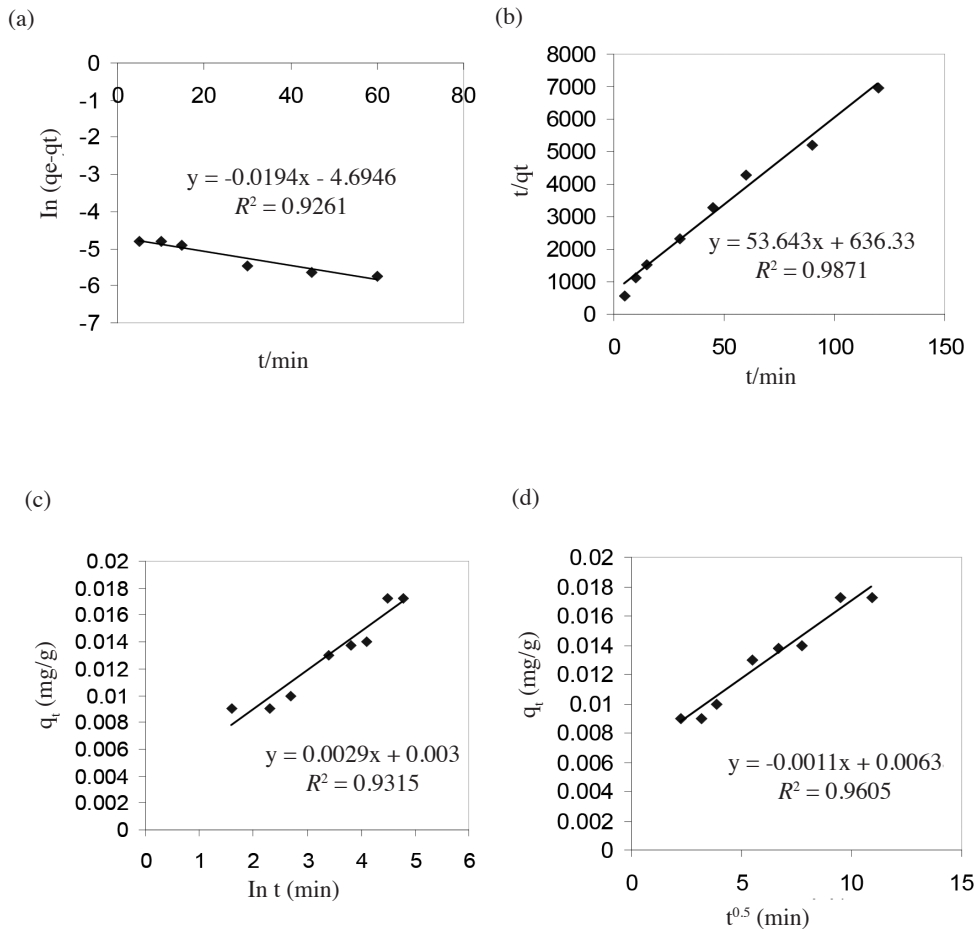 (a)
0
-1
-2
-3
-4
-5
-6
-7
0 20 40 60 80
In (qe-qt)
y = -0.0194x - 4.6946
R² = 0.9261
t/min
(b)
8000
7000
6000
5000
4000
3000
2000
1000
0
0 50 100 150
t/qt
y = 53.643x + 636.33
R² = 0.9871
t/min
(c)
0.02
0.018
0.016
0.014
0.012
0.01
0.008
0.006
0.004
0.002
0
0 1 2 3 4 5 6
qₜ (mg/g)
y = 0.0029x + 0.003
R² = 0.9315
In t (min)
(d)
0.02
0.018
0.016
0.014
0.012
0.01
0.008
0.006
0.004
0.002
0
0 5 10 15
qₜ (mg/g)
y = -0.0011x + 0.0063
R² = 0.9605
t⁰·⁵ (min)